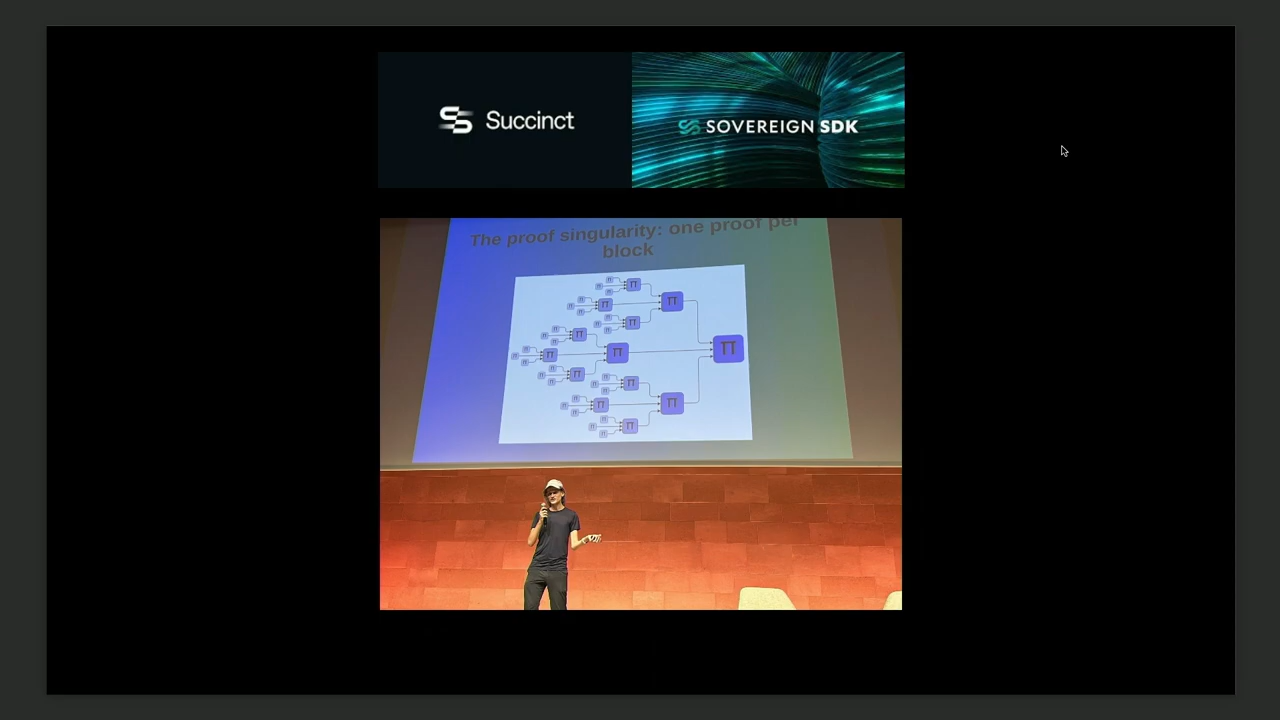 Succinct
SOVEREIGN SDK
The proof singularity: one proof per
block
π
π
π
π
π
π
π
π
π
π
π
π
π